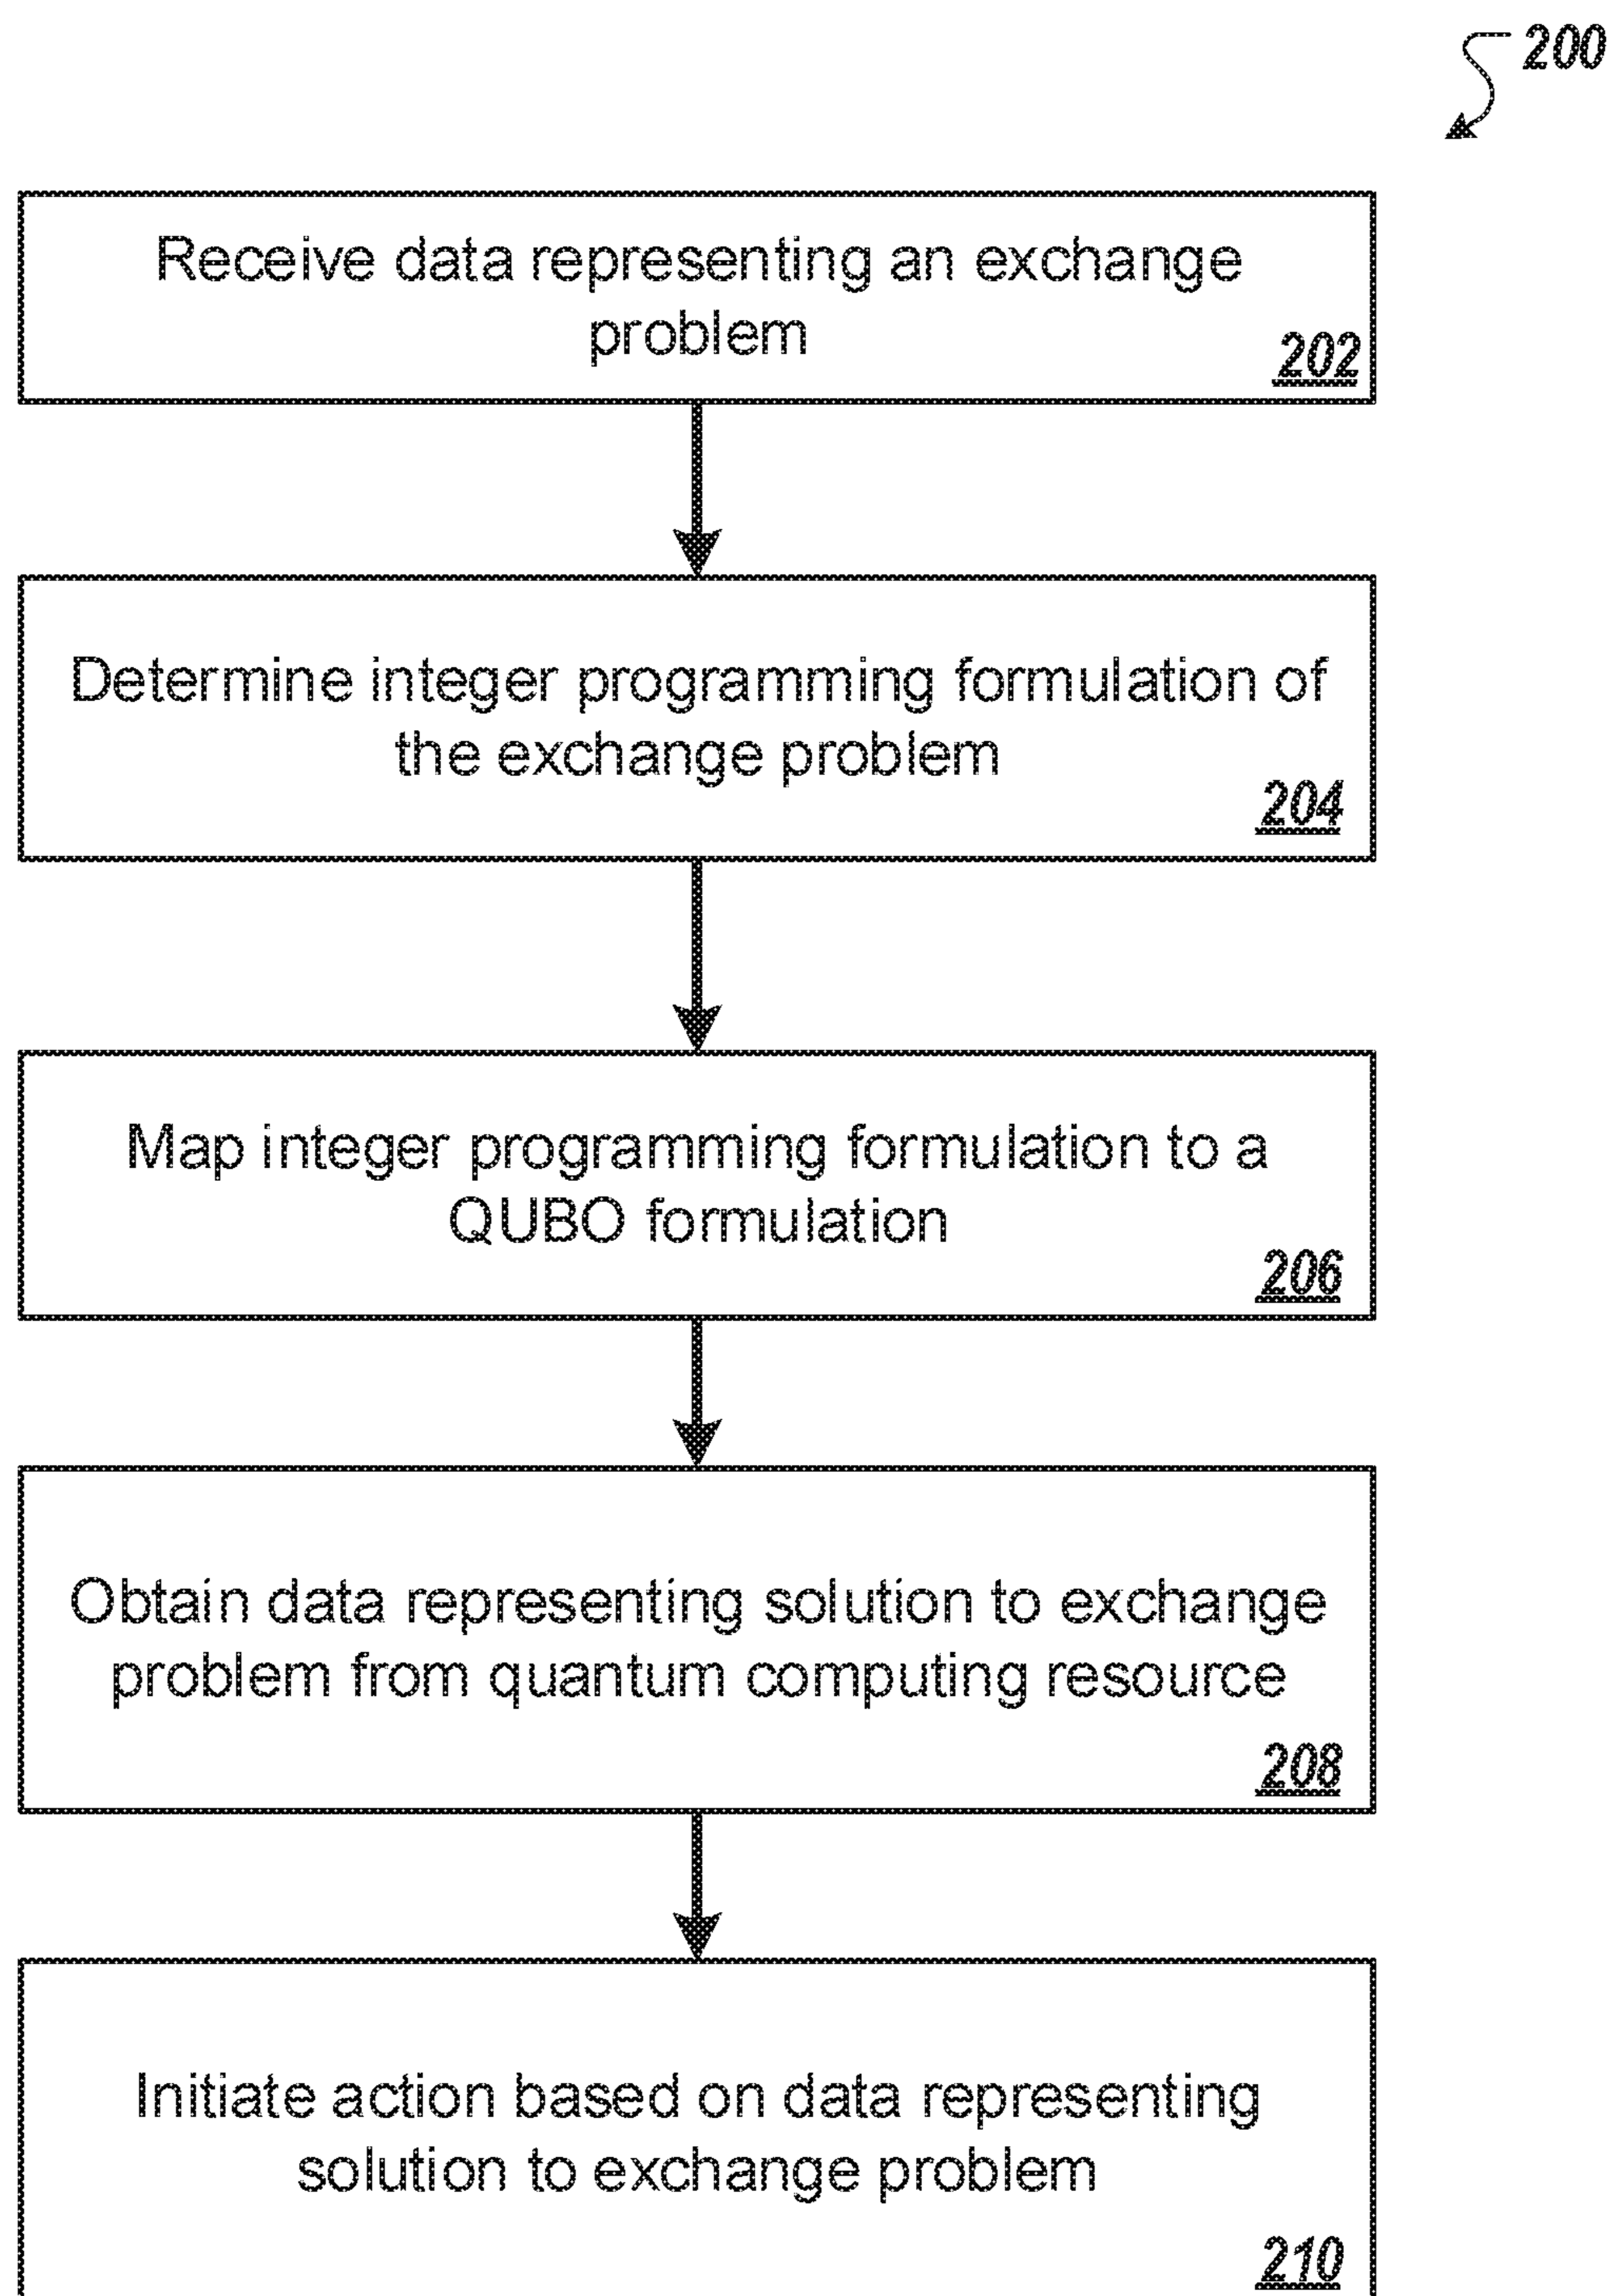 200
Receive data representing an exchange
problem
202
Determine integer programming formulation of
the exchange problem
204
Map integer programming formulation to a
QUBO formulation
206
Obtain data representing solution to exchange
problem from quantum computing resource
208
Initiate action based on data representing
solution to exchange problem
210